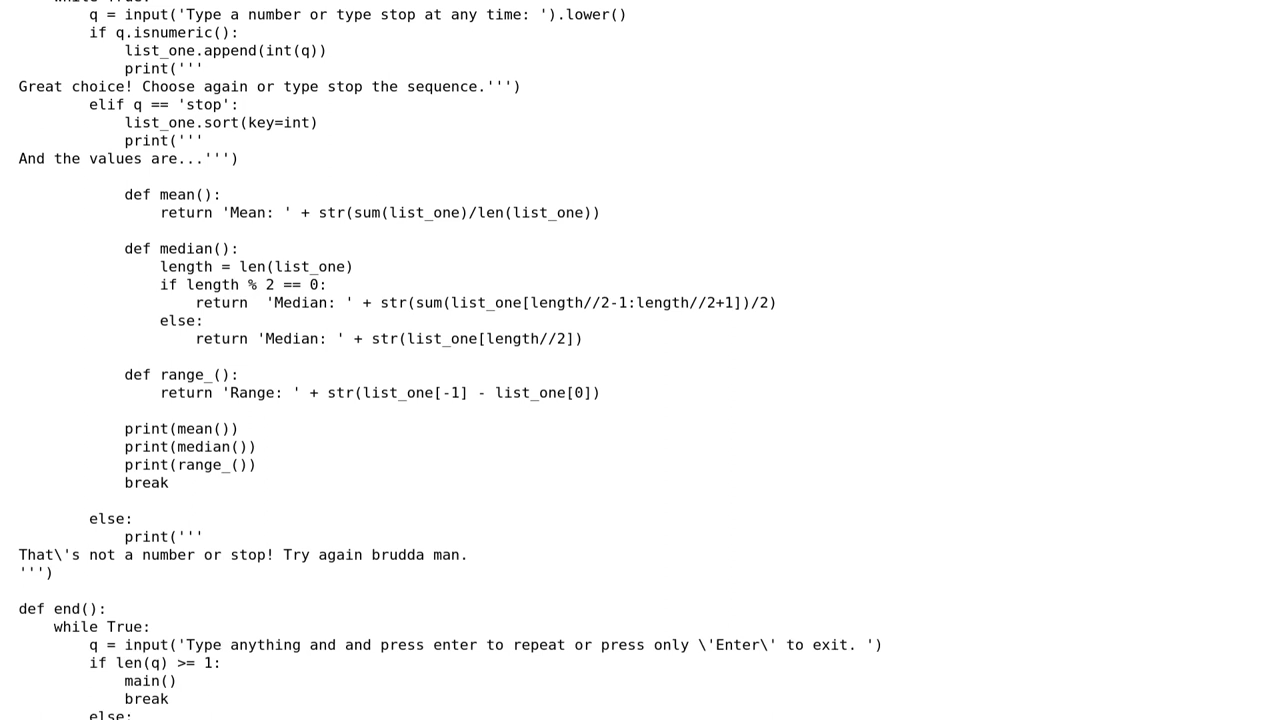 while True:
        q = input('Type a number or type stop at any time: ').lower()
        if q.isnumeric():
            list_one.append(int(q))
            print('''
Great choice! Choose again or type stop the sequence.''')
        elif q == 'stop':
            list_one.sort(key=int)
            print('''
And the values are...''')

            def mean():
                return 'Mean: ' + str(sum(list_one)/len(list_one))

            def median():
                length = len(list_one)
                if length % 2 == 0:
                    return  'Median: ' + str(sum(list_one[length//2-1:length//2+1])/2)
                else:
                    return 'Median: ' + str(list_one[length//2])

            def range_():
                return 'Range: ' + str(list_one[-1] - list_one[0])

            print(mean())
            print(median())
            print(range_())
            break

        else:
            print('''
That\'s not a number or stop! Try again brudda man.
''')

def end():
    while True:
        q = input('Type anything and and press enter to repeat or press only \'Enter\' to exit. ')
        if len(q) >= 1:
            main()
            break
        else: